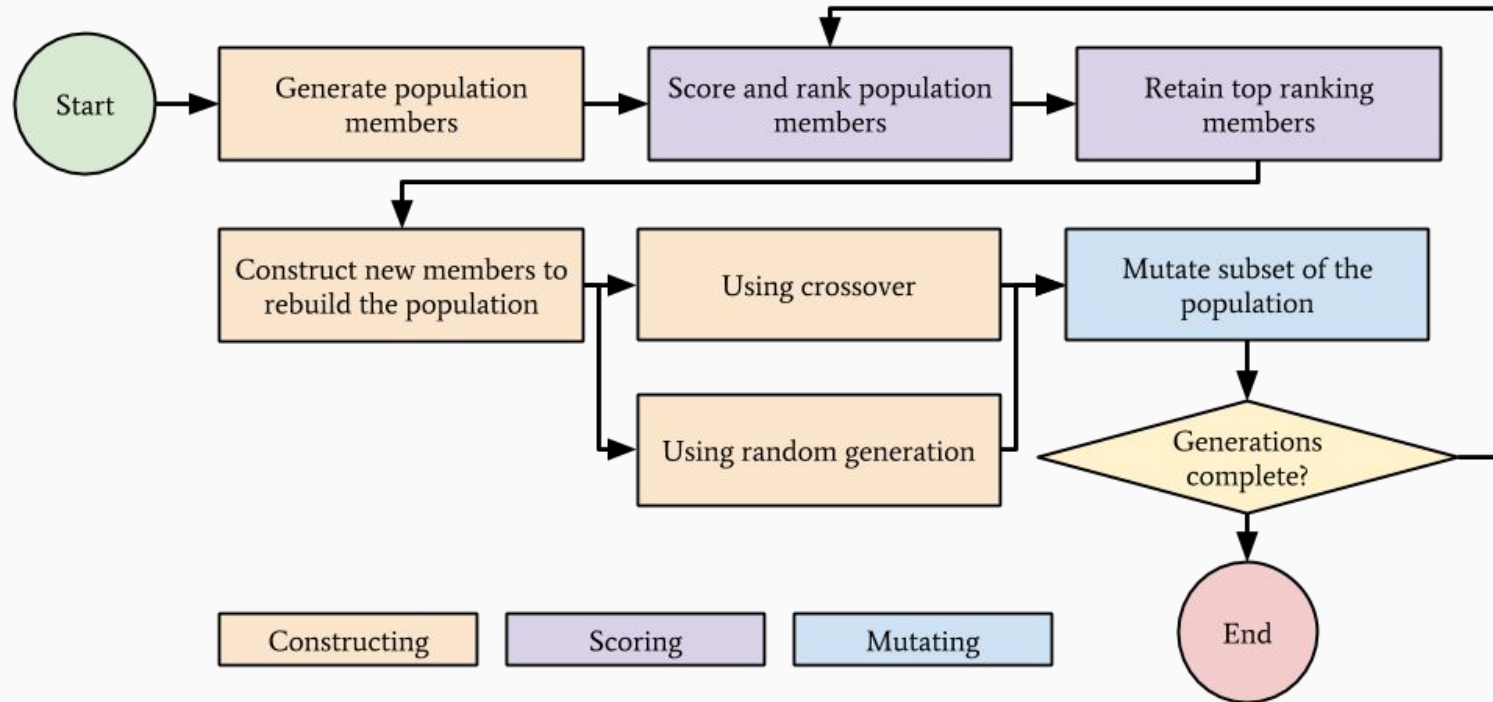 Start
Generate population
members
Score and rank population
members
Retain top ranking
members
Construct new members to
rebuild the population
Using crossover
Mutate subset of the
population
Using random generation
Generations
complete?
End
Constructing
Scoring
Mutating